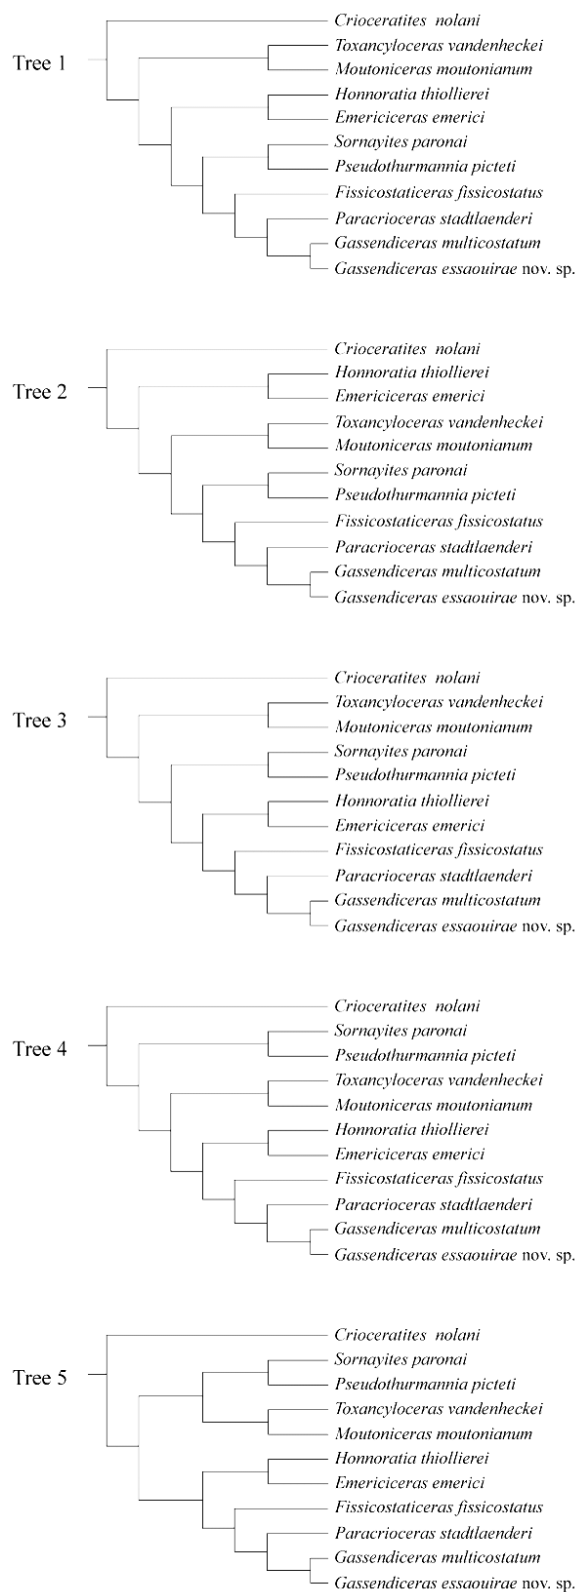 Crioceratites nolani
Toxancyloceras vandenheckei
Tree 1
Moutoniceras moutonianum
Honnoratia thiollierei
Emericiceras emerici
Sornayites paronai
Pseudothurmannia picteti
Fissicostaticeras fissicostatus
Paracrioceras stadtlaenderi
Gassendiceras multicostatum
Gassendiceras essaouirae nov. sp.
Crioceratites nolani
Honnoratia thiollierei
Tree 2
Emericiceras emerici
Toxancyloceras vandenheckei
Moutoniceras moutonianum
Sornayites paronai
Pseudothurmannia picteti
Fissicostaticeras fissicostatus
Paracrioceras stadtlaenderi
Gassendiceras multicostatum
Gassendiceras essaouirae nov. sp.
Crioceratites nolani
Toxancyloceras vandenheckei
Tree 3
Moutoniceras moutonianum
Sornayites paronai
Pseudothurmannia picteti
Honnoratia thiollierei
Emericiceras emerici
Fissicostaticeras fissicostatus
Paracrioceras stadtlaenderi
Gassendiceras multicostatum
Gassendiceras essaouirae nov. sp.
Crioceratites nolani
Sornayites paronai
Tree 4
Pseudothurmannia picteti
Toxancyloceras vandenheckei
Moutoniceras moutonianum
Honnoratia thiollierei
Emericiceras emerici
Fissicostaticeras fissicostatus
Paracrioceras stadtlaenderi
Gassendiceras multicostatum
Gassendiceras essaouirae nov. sp.
Crioceratites nolani
Sornayites paronai
Tree 5
Pseudothurmannia picteti
Toxancyloceras vandenheckei
Moutoniceras moutonianum
Honnoratia thiollierei
Emericiceras emerici
Fissicostaticeras fissicostatus
Paracrioceras stadtlaenderi
Gassendiceras multicostatum
Gassendiceras essaouirae nov. sp.